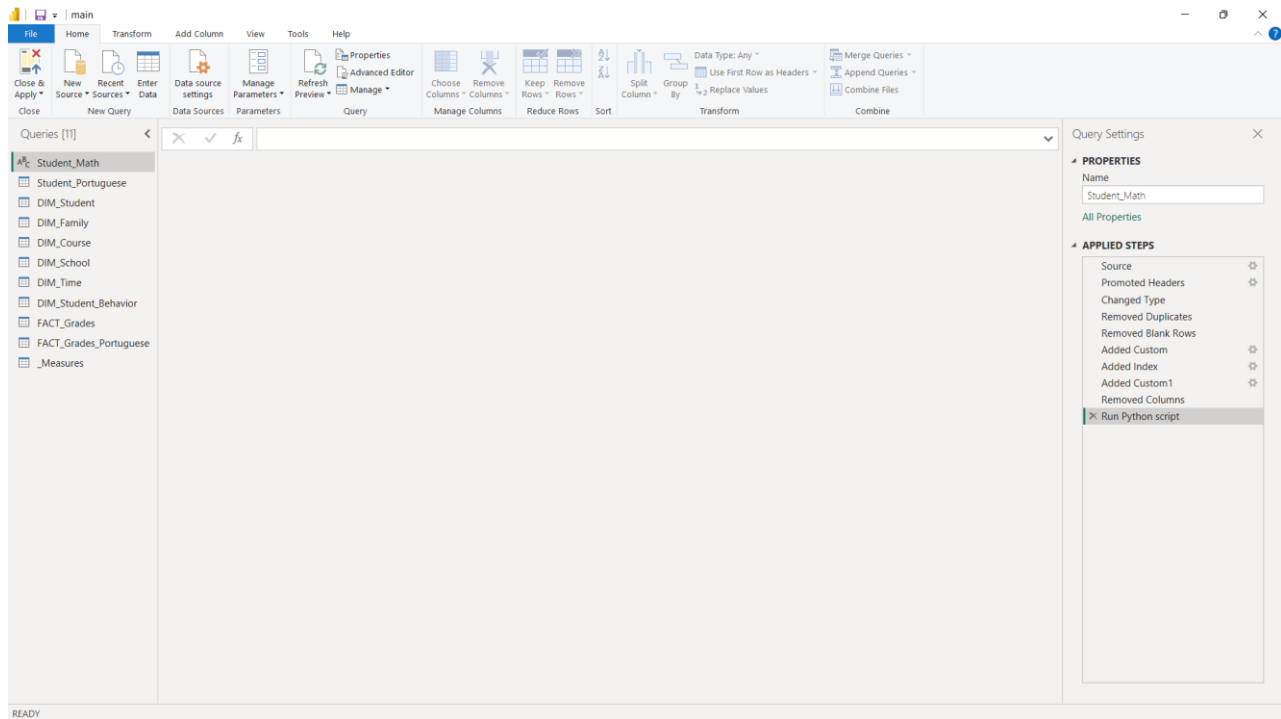 main
File Home Transform Add Column View Tools Help
Close & Apply
New Source
Recent Sources
Enter Data
Data source settings
Manage Parameters
Refresh Preview
Properties
Advanced Editor
Manage
Choose Columns
Remove Columns
Keep Rows
Remove Rows
Split Column
Group By
Data Type: Any
Use First Row as Headers
1 2 Replace Values
Merge Queries
Append Queries
Combine Files
Close New Query Data Sources Parameters Query Manage Columns Reduce Rows Sort Transform Combine
Queries [11]
fx
Query Settings
ABC Student_Math
Student_Portuguese
DIM_Student
DIM_Family
DIM_Course
DIM_School
DIM_Time
DIM_Student_Behavior
FACT_Grades
FACT_Grades_Portuguese
_Measures
PROPERTIES
Name
Student_Math
All Properties
APPLIED STEPS
Source
Promoted Headers
Changed Type
Removed Duplicates
Removed Blank Rows
Added Custom
Added Index
Added Custom1
Removed Columns
Run Python script
READY